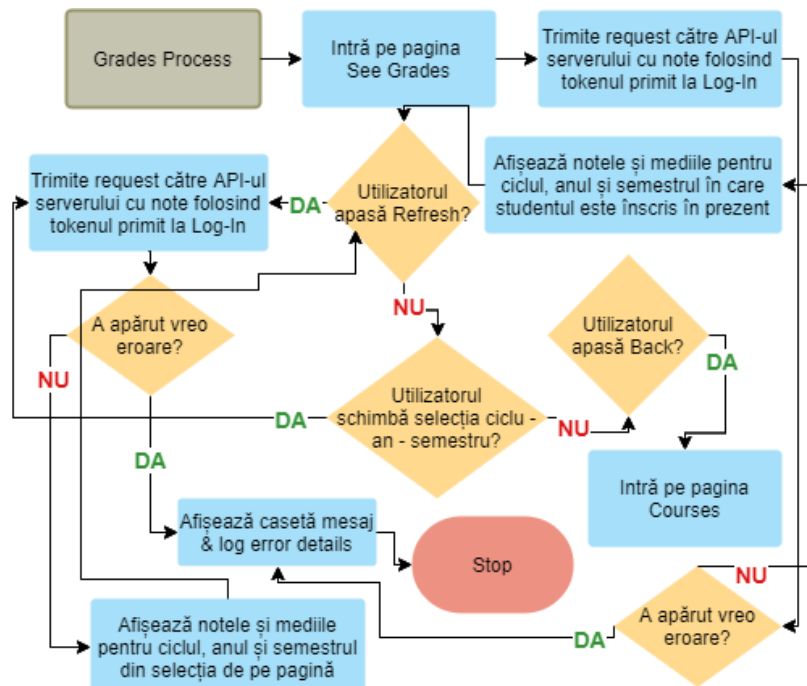 Grades Process
Intră pe pagina
See Grades
Trimite request către API-ul
serverului cu note folosind
tokenul primit la Log-In
Afișează notele și mediile pentru
ciclul, anul și semestrul în care
studentul este înscris în prezent
Utilizatorul
apasă Refresh?
DA
Trimite request către API-ul
serverului cu note folosind
tokenul primit la Log-In
NU
A apărut vreo
eroare?
NU
DA
Utilizatorul
schimbă selecția ciclu -
an - semestru?
DA
NU
Utilizatorul
apasă Back?
DA
Intră pe pagina
Courses
Afișează casetă mesaj
& log error details
Stop
Afișează notele și mediile
pentru ciclul, anul și semestrul
din selecția de pe pagină
A apărut vreo
eroare?
NU
DA